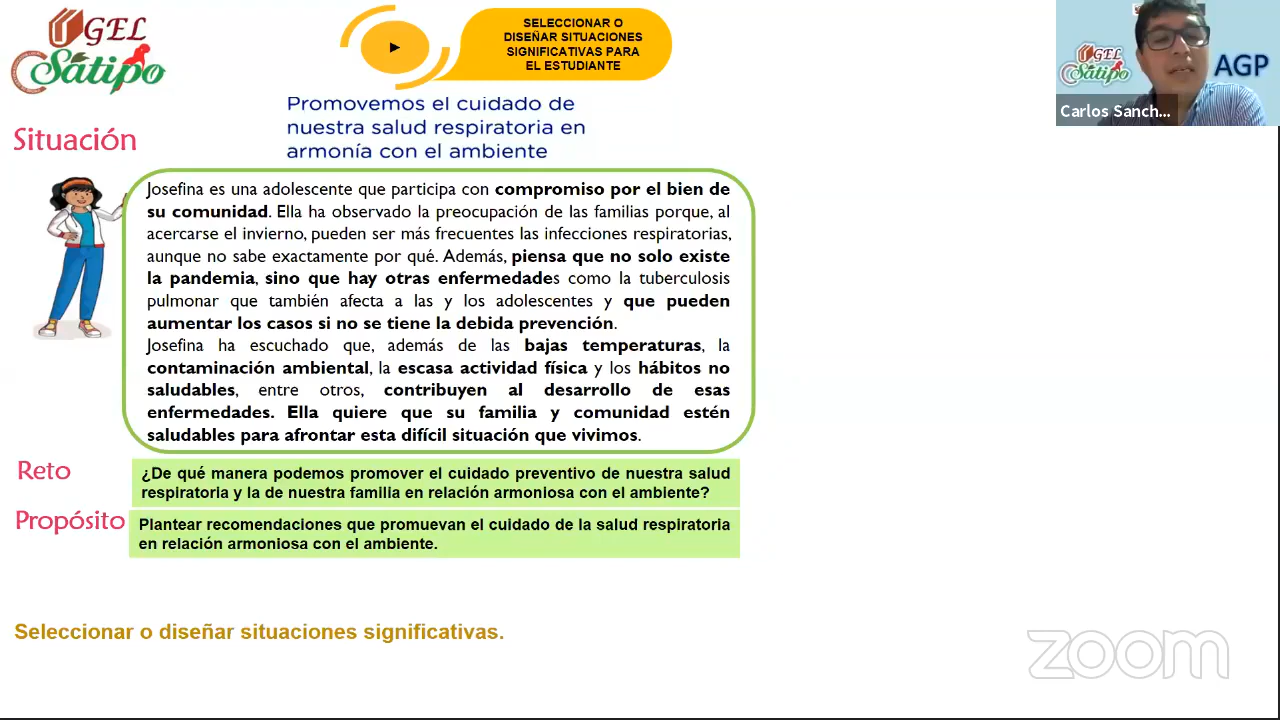 UGEL
Satipo
SELECCIONAR O
DISEÑAR SITUACIONES
SIGNIFICATIVAS PARA
EL ESTUDIANTE
UGEL
Satipo
AGP
Carlos Sanch...
Promovemos el cuidado de
nuestra salud respiratoria en
armonía con el ambiente
Situación
Josefina es una adolescente que participa con compromiso por el bien de
su comunidad. Ella ha observado la preocupación de las familias porque, al
acercarse el invierno, pueden ser más frecuentes las infecciones respiratorias,
aunque no sabe exactamente por qué. Además, piensa que no solo existe
la pandemia, sino que hay otras enfermedades como la tuberculosis
pulmonar que también afecta a las y los adolescentes y que pueden
aumentar los casos si no se tiene la debida prevención.
Josefina ha escuchado que, además de las bajas temperaturas, la
contaminación ambiental, la escasa actividad física y los hábitos no
saludables, entre otros, contribuyen al desarrollo de esas
enfermedades. Ella quiere que su familia y comunidad estén
saludables para afrontar esta difícil situación que vivimos.
Reto
¿De qué manera podemos promover el cuidado preventivo de nuestra salud
respiratoria y la de nuestra familia en relación armoniosa con el ambiente?
Propósito
Plantear recomendaciones que promuevan el cuidado de la salud respiratoria
en relación armoniosa con el ambiente.
Seleccionar o diseñar situaciones significativas.
zoom